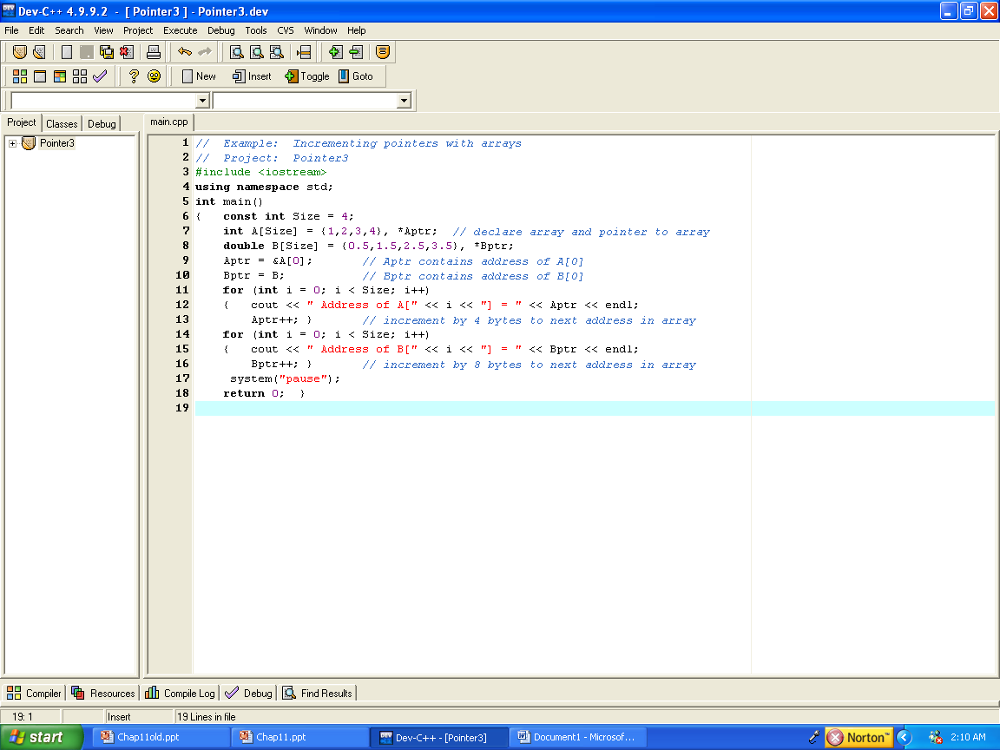 Dev-C++ 4.9.9.2 - [ Pointer3 ] - Pointer3.dev
File Edit Search View Project Execute Debug Tools CVS Window Help
New Insert Toggle Goto
Project Classes Debug main.cpp
Pointer3
1 // Example: Incrementing pointers with arrays
2 // Project: Pointer3
3 #include <iostream>
4 using namespace std;
5 int main()
6 { const int Size = 4;
7 int A[Size] = {1,2,3,4}, *Aptr; // declare array and pointer to array
8 double B[Size] = {0.5,1.5,2.5,3.5}, *Bptr;
9 Aptr = &A[0]; // Aptr contains address of A[0]
10 Bptr = B; // Bptr contains address of B[0]
11 for (int i = 0; i < Size; i++)
12 { cout << " Address of A[" << i << "] = " << Aptr << endl;
13 Aptr++; } // increment by 4 bytes to next address in array
14 for (int i = 0; i < Size; i++)
15 { cout << " Address of B[" << i << "] = " << Bptr << endl;
16 Bptr++; } // increment by 8 bytes to next address in array
17 system("pause");
18 return 0; }
19
Compiler Resources Compile Log Debug Find Results
19: 1 Insert 19 Lines in file
start Chap11old.ppt Chap11.ppt Dev-C++ - [Pointer3] Document1 - Microsof... Norton™ 2:10 AM